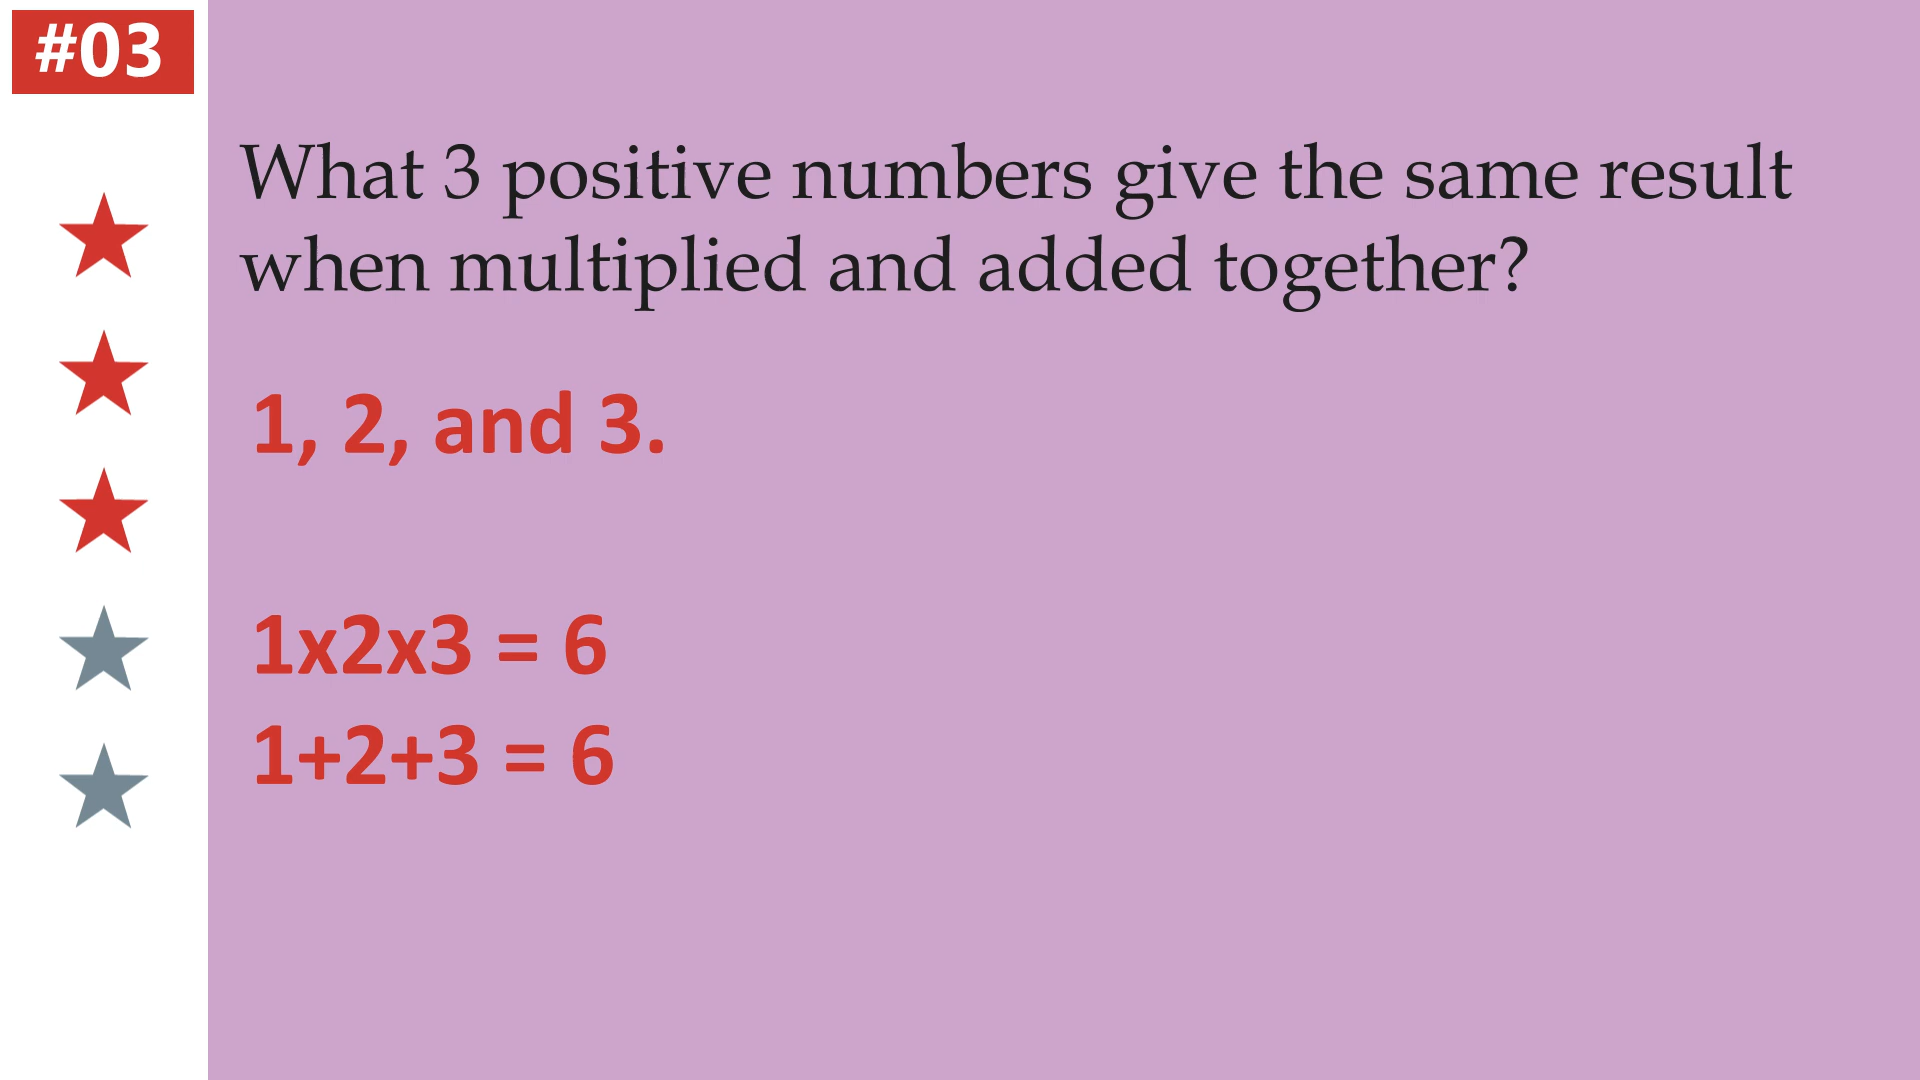 #03
What 3 positive numbers give the same result
when multiplied and added together?
1, 2, and 3.
1x2x3 = 6
1+2+3 = 6